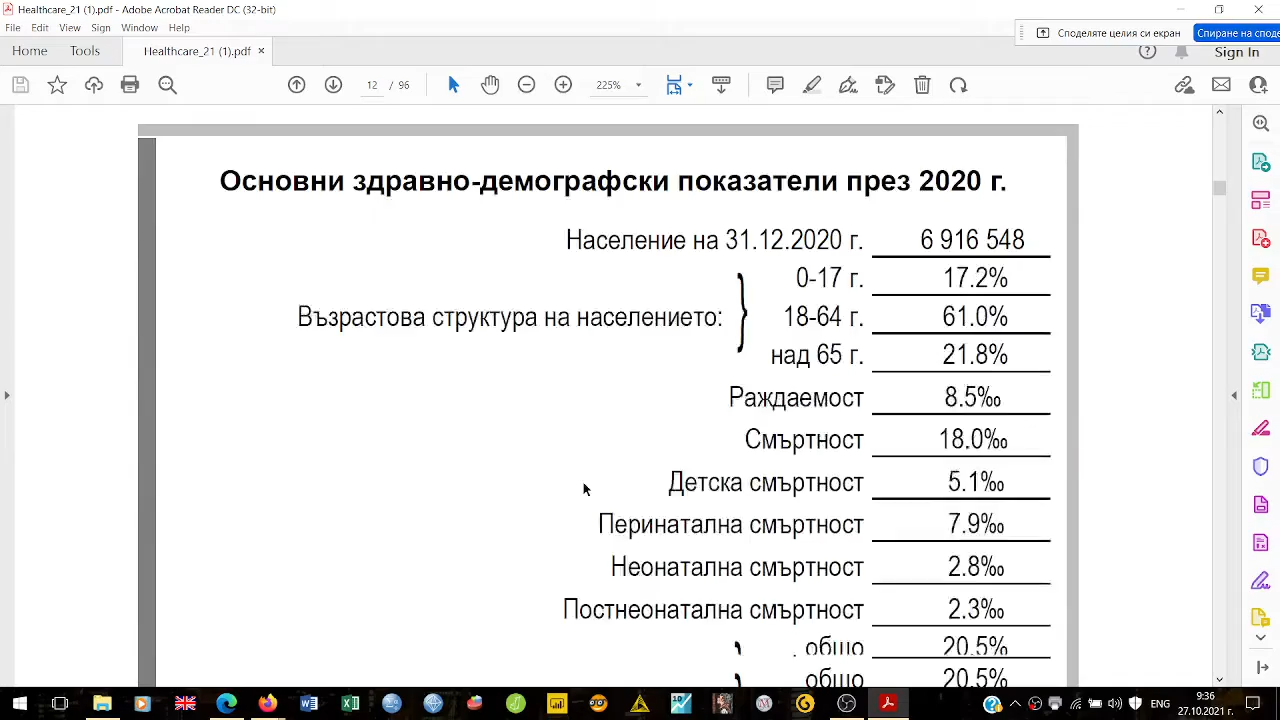 Healthcare_21 (1).pdf - Adobe Acrobat Reader DC (32-bit)
File Edit View Sign Window Help
Споделяте целия си екран
Спиране на споде
Home Tools Healthcare_21 (1).pdf × Sign In
12 / 96 225%
Основни здравно-демографски показатели през 2020 г.
Население на 31.12.2020 г. 6 916 548
0-17 г. 17.2%
Възрастова структура на населението: 18-64 г. 61.0%
над 65 г. 21.8%
Раждаемост 8.5‰
Смъртност 18.0‰
Детска смъртност 5.1‰
Перинатална смъртност 7.9‰
Неонатална смъртност 2.8‰
Постнеонатална смъртност 2.3‰
общо 20.5%
общо 20.5%
ENG 9:36
27.10.2021 г.